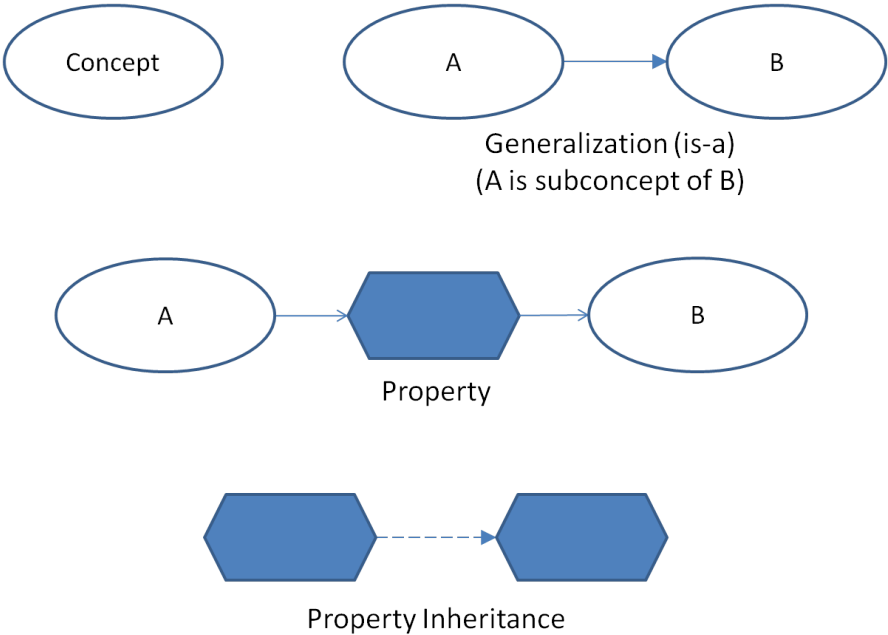 Concept
A
B
Generalization (is-a)
(A is subconcept of B)
A
B
Property
Property Inheritance